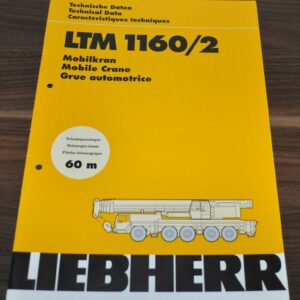 Technische Daten
Technical Data
Caractéristiques techniques
LTM 1160/2
Mobilkran
Mobile Crane
Grue automotrice
Teleskopausleger
Telescopic boom
Flèche télescopique
60 m
LIEBHERR